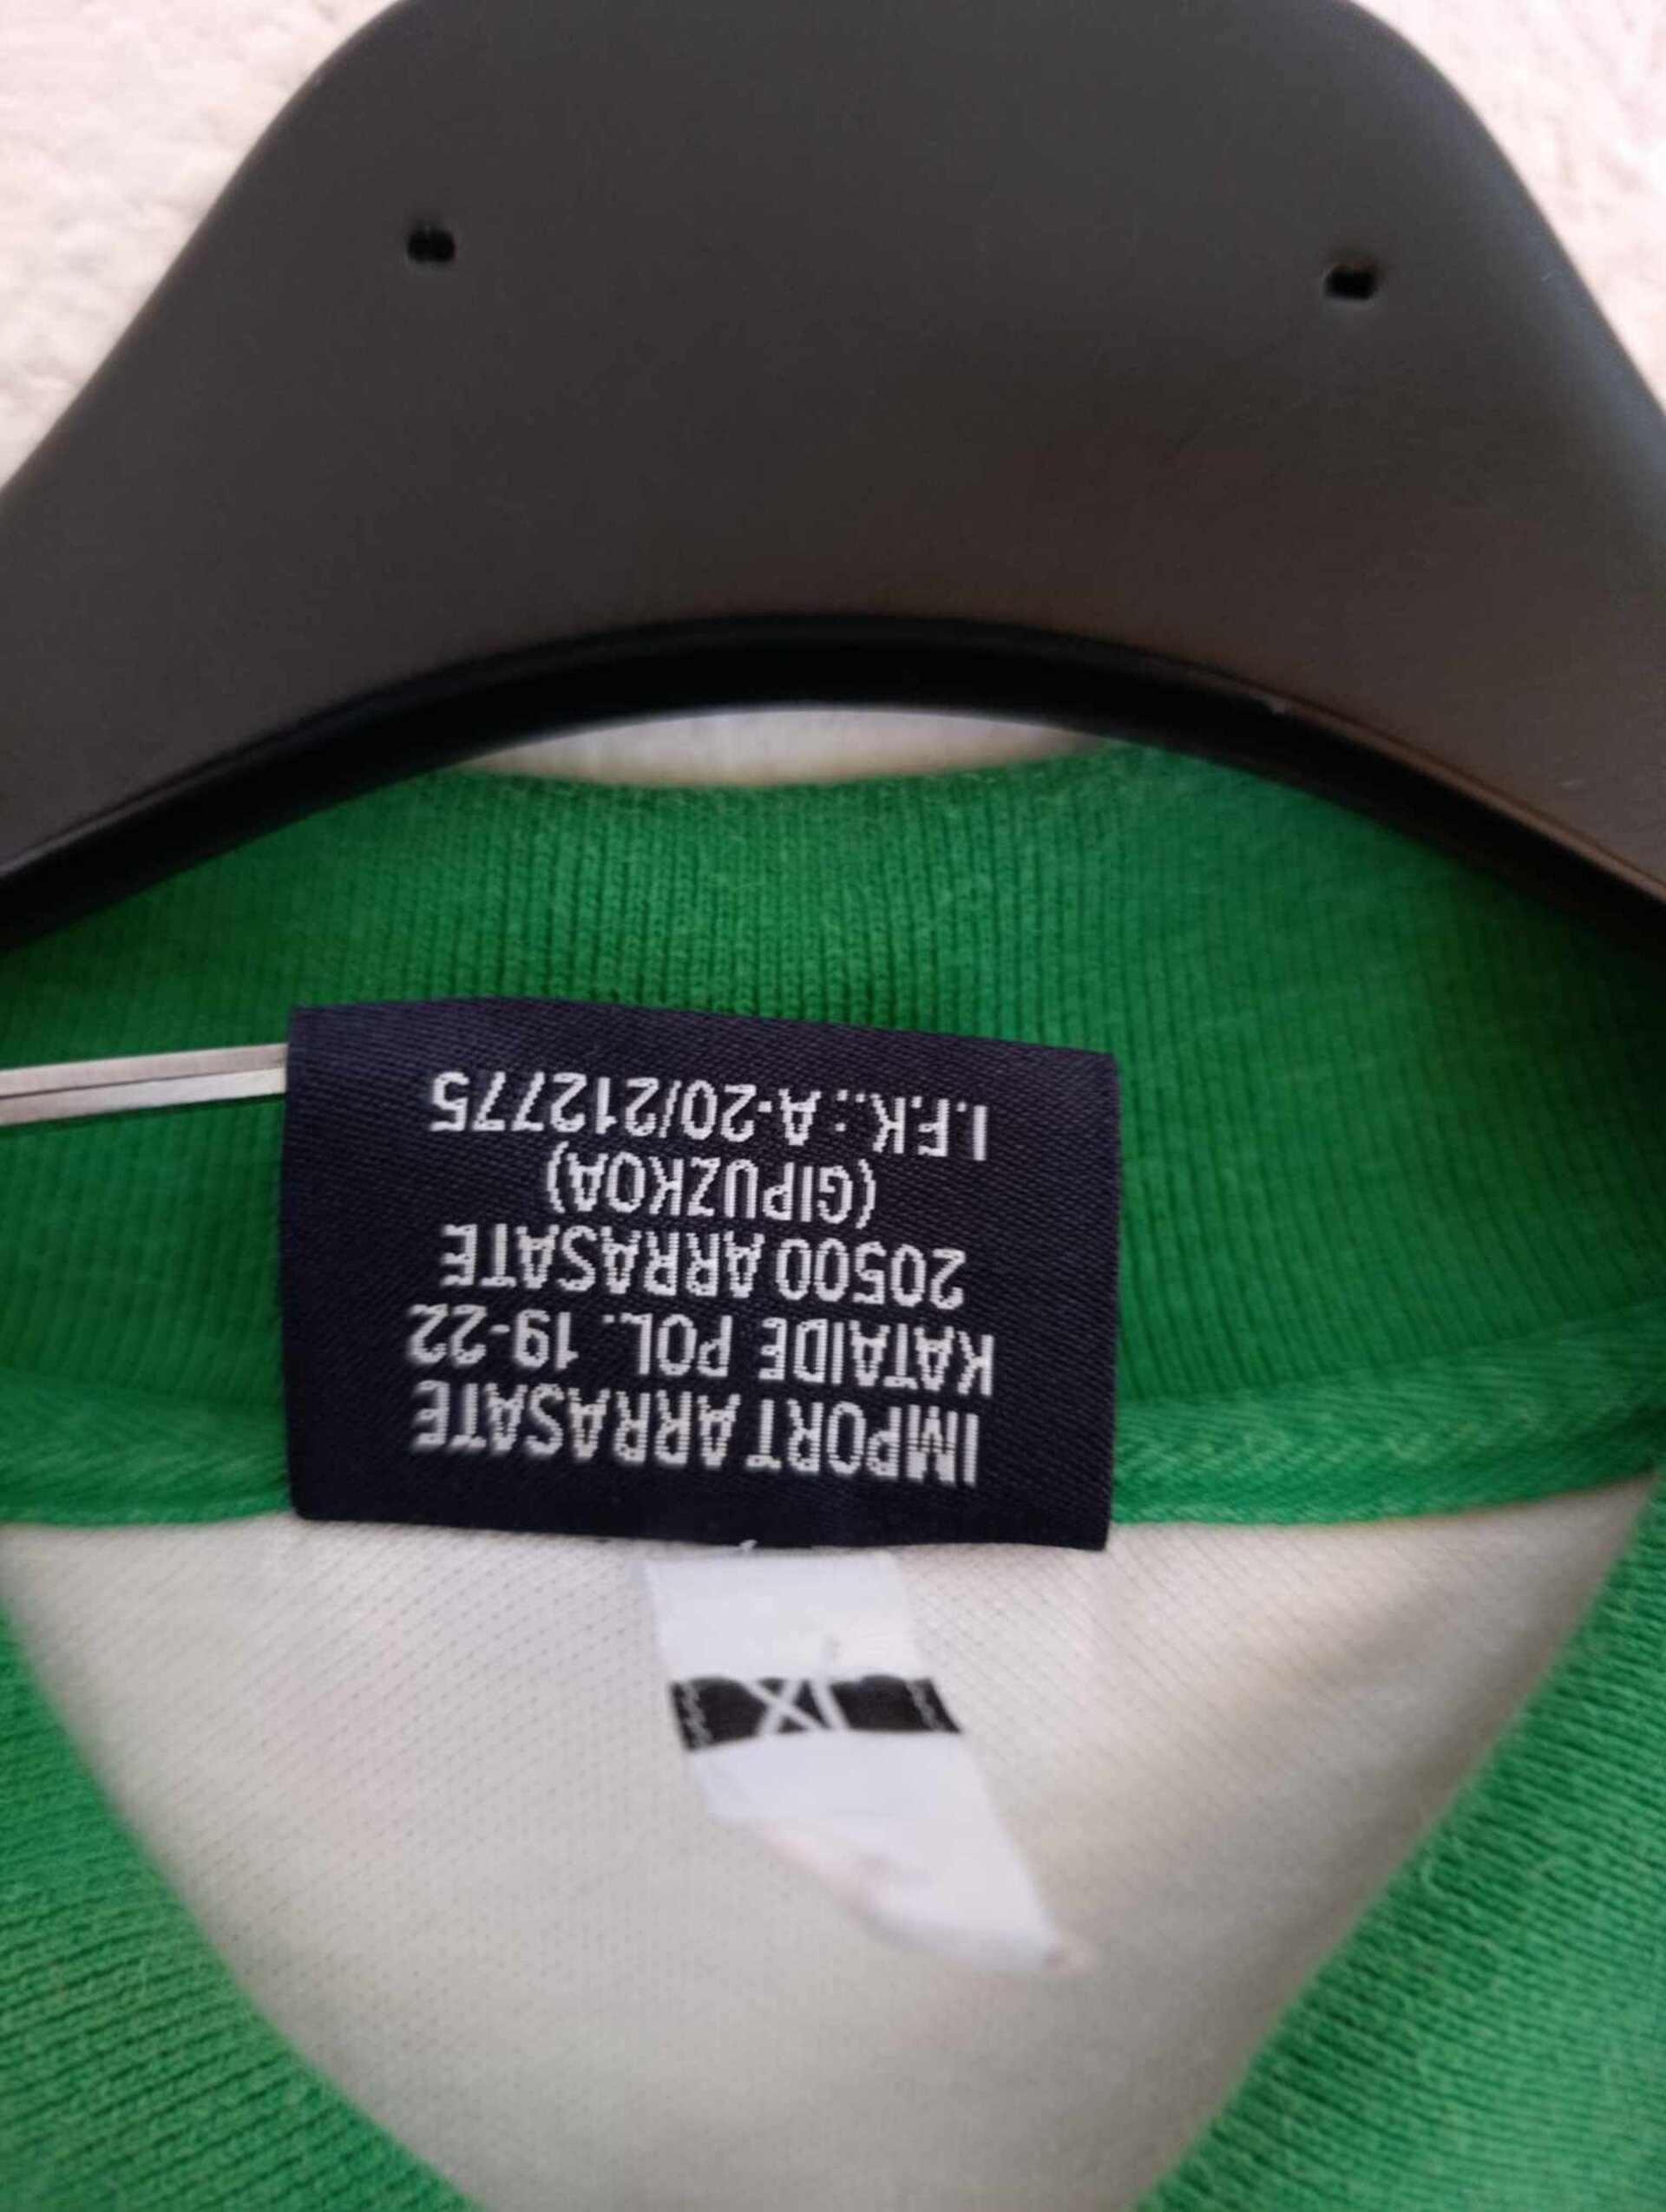 IMPORT ARRASATE
KATAIDE POL. 19-22
20500 ARRASATE
(GIPUZKOA)
I.F.K.: A-20/212775